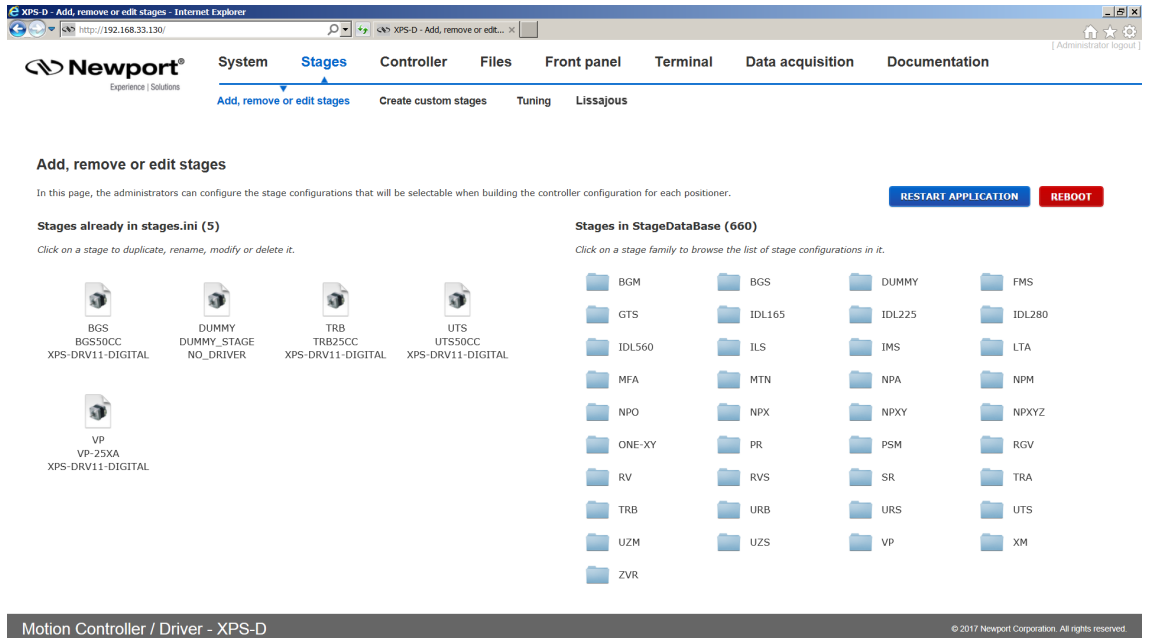 XPS-D - Add, remove or edit stages - Internet Explorer
http://192.168.33.130/
XPS-D - Add, remove or edit...
[ Administrator logout ]
Newport®
Experience | Solutions
System Stages Controller Files Front panel Terminal Data acquisition Documentation
Add, remove or edit stages Create custom stages Tuning Lissajous
Add, remove or edit stages
In this page, the administrators can configure the stage configurations that will be selectable when building the controller configuration for each positioner.
RESTART APPLICATION REBOOT
Stages already in stages.ini (5)
Click on a stage to duplicate, rename, modify or delete it.
BGS
BGS50CC
XPS-DRV11-DIGITAL
DUMMY
DUMMY_STAGE
NO_DRIVER
TRB
TRB25CC
XPS-DRV11-DIGITAL
UTS
UTS50CC
XPS-DRV11-DIGITAL
VP
VP-25XA
XPS-DRV11-DIGITAL
Stages in StageDataBase (660)
Click on a stage family to browse the list of stage configurations in it.
BGM BGS DUMMY FMS
GTS IDL165 IDL225 IDL280
IDL560 ILS IMS LTA
MFA MTN NPA NPM
NPO NPX NPXY NPXYZ
ONE-XY PR PSM RGV
RV RVS SR TRA
TRB URB URS UTS
UZM UZS VP XM
ZVR
Motion Controller / Driver - XPS-D
© 2017 Newport Corporation. All rights reserved.